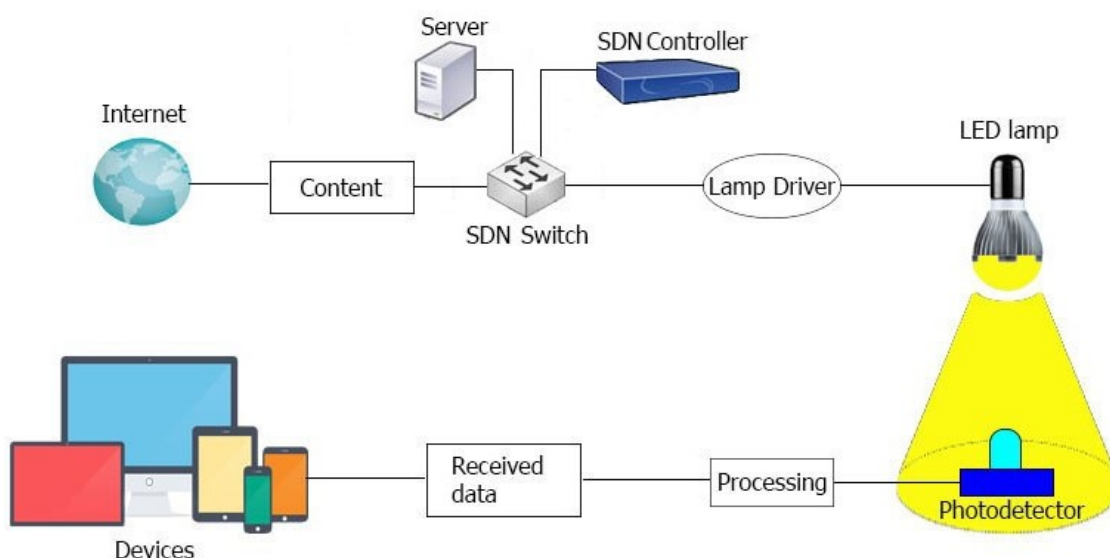 Server
SDN Controller
Internet
LED lamp
Content
Lamp Driver
SDN Switch
Received
data
Processing
Photodetector
Devices